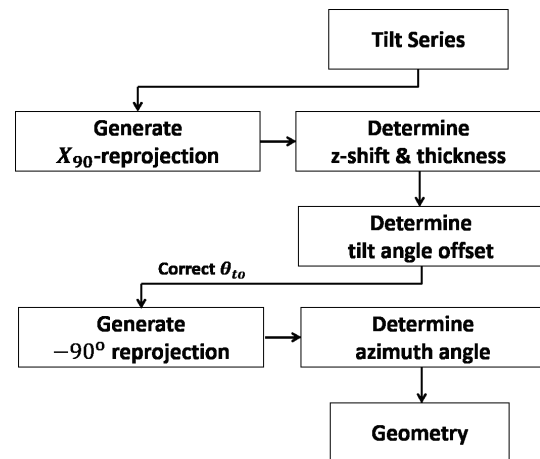 Tilt Series
Generate
X₉₀-reprojection
Determine
z-shift & thickness
Determine
tilt angle offset
Correct θₜₒ
Generate
−90° reprojection
Determine
azimuth angle
Geometry